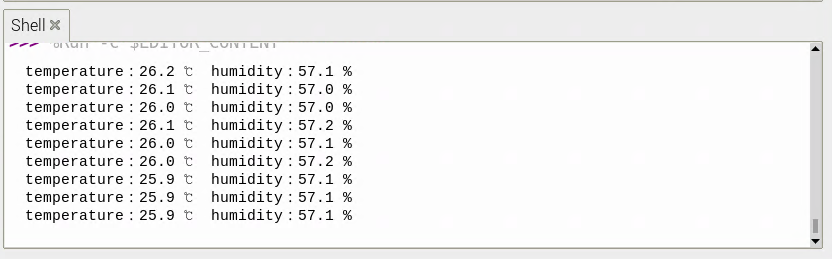 Shell
>>> %Run -c $EDITOR_CONTENT
temperature : 26.2 ℃ humidity : 57.1 %
temperature : 26.1 ℃ humidity : 57.0 %
temperature : 26.0 ℃ humidity : 57.0 %
temperature : 26.1 ℃ humidity : 57.2 %
temperature : 26.0 ℃ humidity : 57.1 %
temperature : 26.0 ℃ humidity : 57.2 %
temperature : 25.9 ℃ humidity : 57.1 %
temperature : 25.9 ℃ humidity : 57.1 %
temperature : 25.9 ℃ humidity : 57.1 %